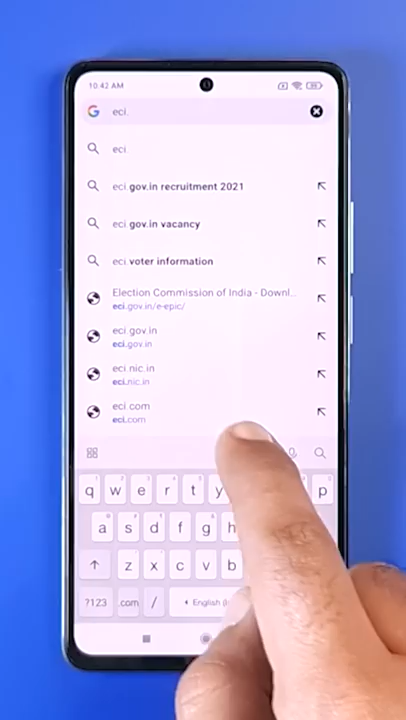 10:42 AM
eci.
eci.
eci.gov.in recruitment 2021
eci.gov.in vacancy
eci.voter information
Election Commission of India - Downl...
eci.gov.in/e-epic/
eci.gov.in
eci.gov.in
eci.nic.in
eci.nic.in
eci.com
eci.com
q w e r t y p
a s d f g h
z x c v b
?123 .com / English